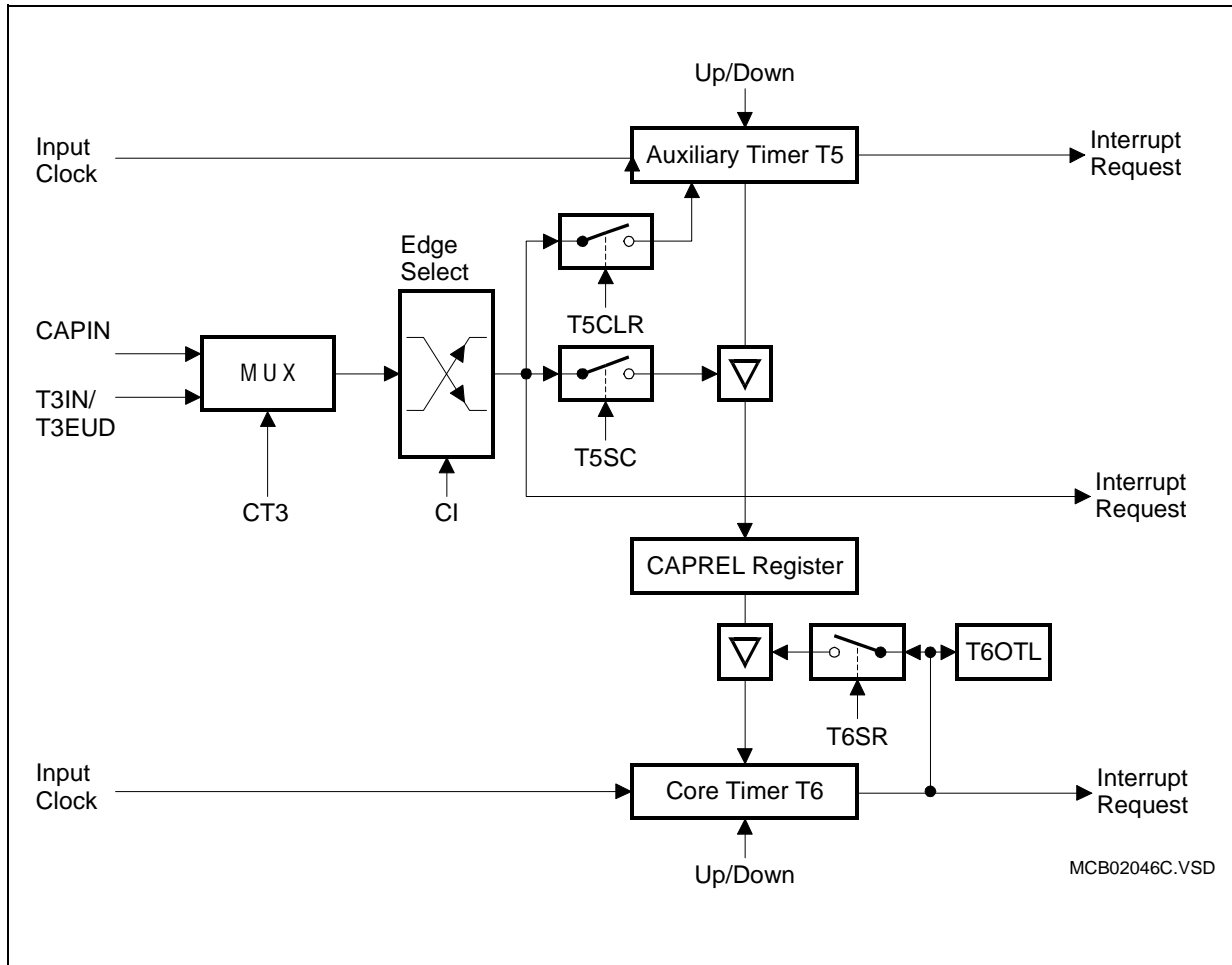 Up/Down
Input
Clock
Auxiliary Timer T5
Interrupt
Request
Edge
Select
T5CLR
CAPIN
MUX
T3IN/
T3EUD
T5SC
CT3
CI
Interrupt
Request
CAPREL Register
T6OTL
T6SR
Input
Clock
Core Timer T6
Interrupt
Request
Up/Down
MCB02046C.VSD